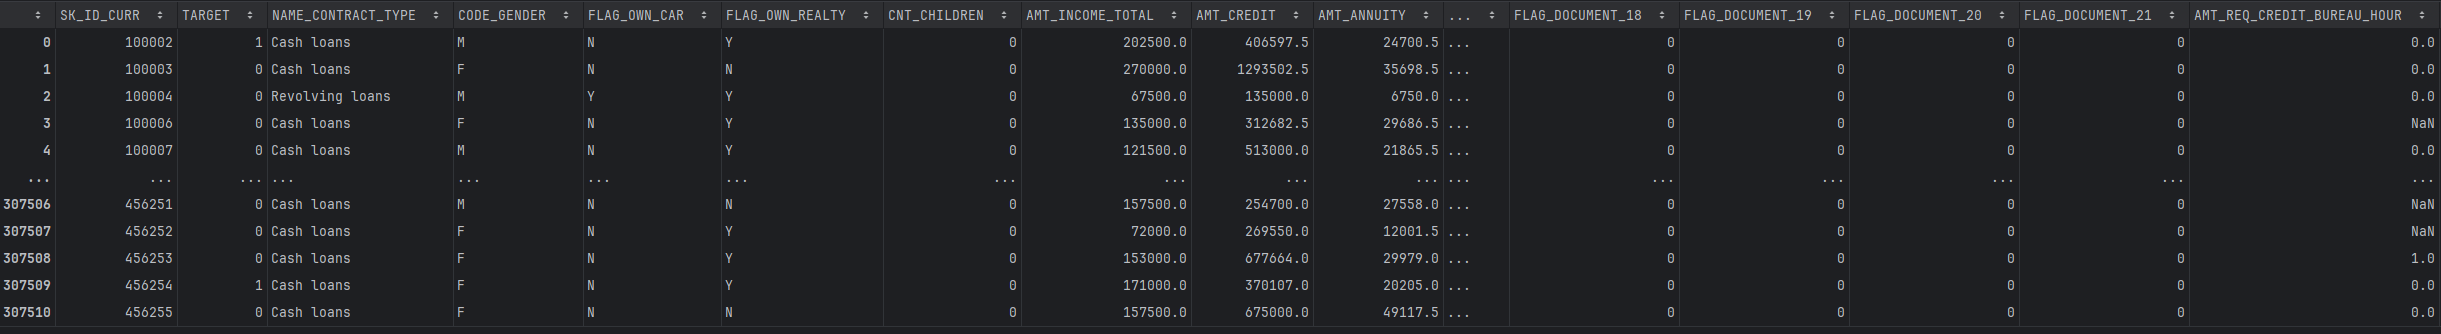 SK_ID_CURR TARGET NAME_CONTRACT_TYPE CODE_GENDER FLAG_OWN_CAR FLAG_OWN_REALTY CNT_CHILDREN AMT_INCOME_TOTAL AMT_CREDIT AMT_ANNUITY ... FLAG_DOCUMENT_18 FLAG_DOCUMENT_19 FLAG_DOCUMENT_20 FLAG_DOCUMENT_21 AMT_REQ_CREDIT_BUREAU_HOUR
0 100002 1 Cash loans M N Y 0 202500.0 406597.5 24700.5 ... 0 0 0 0 0.0
1 100003 0 Cash loans F N N 0 270000.0 1293502.5 35698.5 ... 0 0 0 0 0.0
2 100004 0 Revolving loans M Y Y 0 67500.0 135000.0 6750.0 ... 0 0 0 0 0.0
3 100006 0 Cash loans F N Y 0 135000.0 312682.5 29686.5 ... 0 0 0 0 NaN
4 100007 0 Cash loans M N Y 0 121500.0 513000.0 21865.5 ... 0 0 0 0 0.0
... ... ... ... ... ... ... ... ... ... ... ... ... ... ... ... ...
307506 456251 0 Cash loans M N N 0 157500.0 254700.0 27558.0 ... 0 0 0 0 NaN
307507 456252 0 Cash loans F N Y 0 72000.0 269550.0 12001.5 ... 0 0 0 0 NaN
307508 456253 0 Cash loans F N Y 0 153000.0 677664.0 29979.0 ... 0 0 0 0 1.0
307509 456254 1 Cash loans F N Y 0 171000.0 370107.0 20205.0 ... 0 0 0 0 0.0
307510 456255 0 Cash loans F N N 0 157500.0 675000.0 49117.5 ... 0 0 0 0 0.0